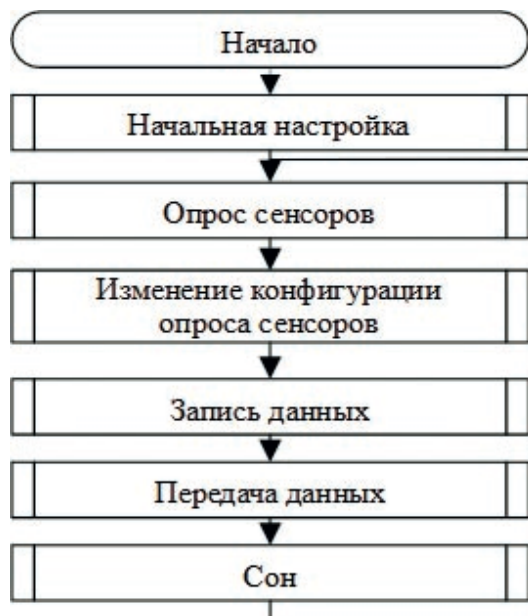 Начало
Начальная настройка
Опрос сенсоров
Изменение конфигурации
опроса сенсоров
Запись данных
Передача данных
Сон